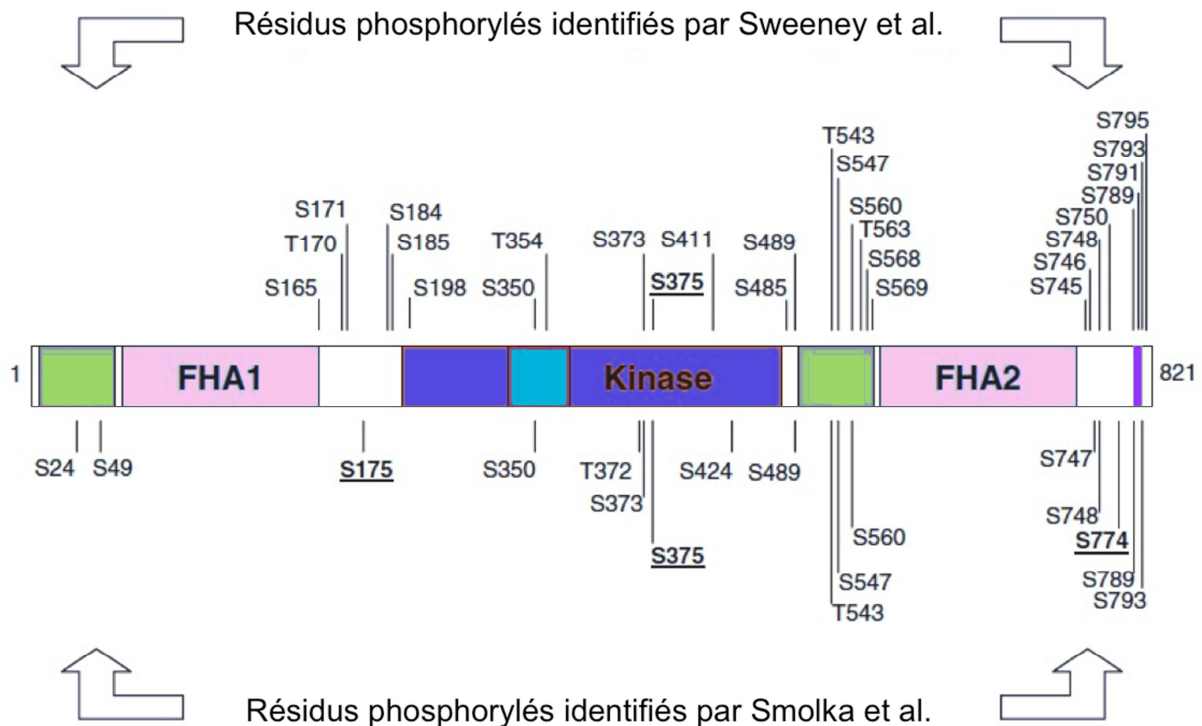 Résidus phosphorylés identifiés par Sweeney et al.
S795
T543
S793
S547
S791
S789
S171
S184
S560
S750
T170
S185
T354
S373
S411
S489
T563
S748
S568
S746
S165
S198
S350
S375
S485
S569
S745
1
FHA1
Kinase
FHA2
821
S24
S49
S175
S350
T372
S424
S489
S747
S373
S748
S560
S774
S375
S547
S789
T543
S793
Résidus phosphorylés identifiés par Smolka et al.